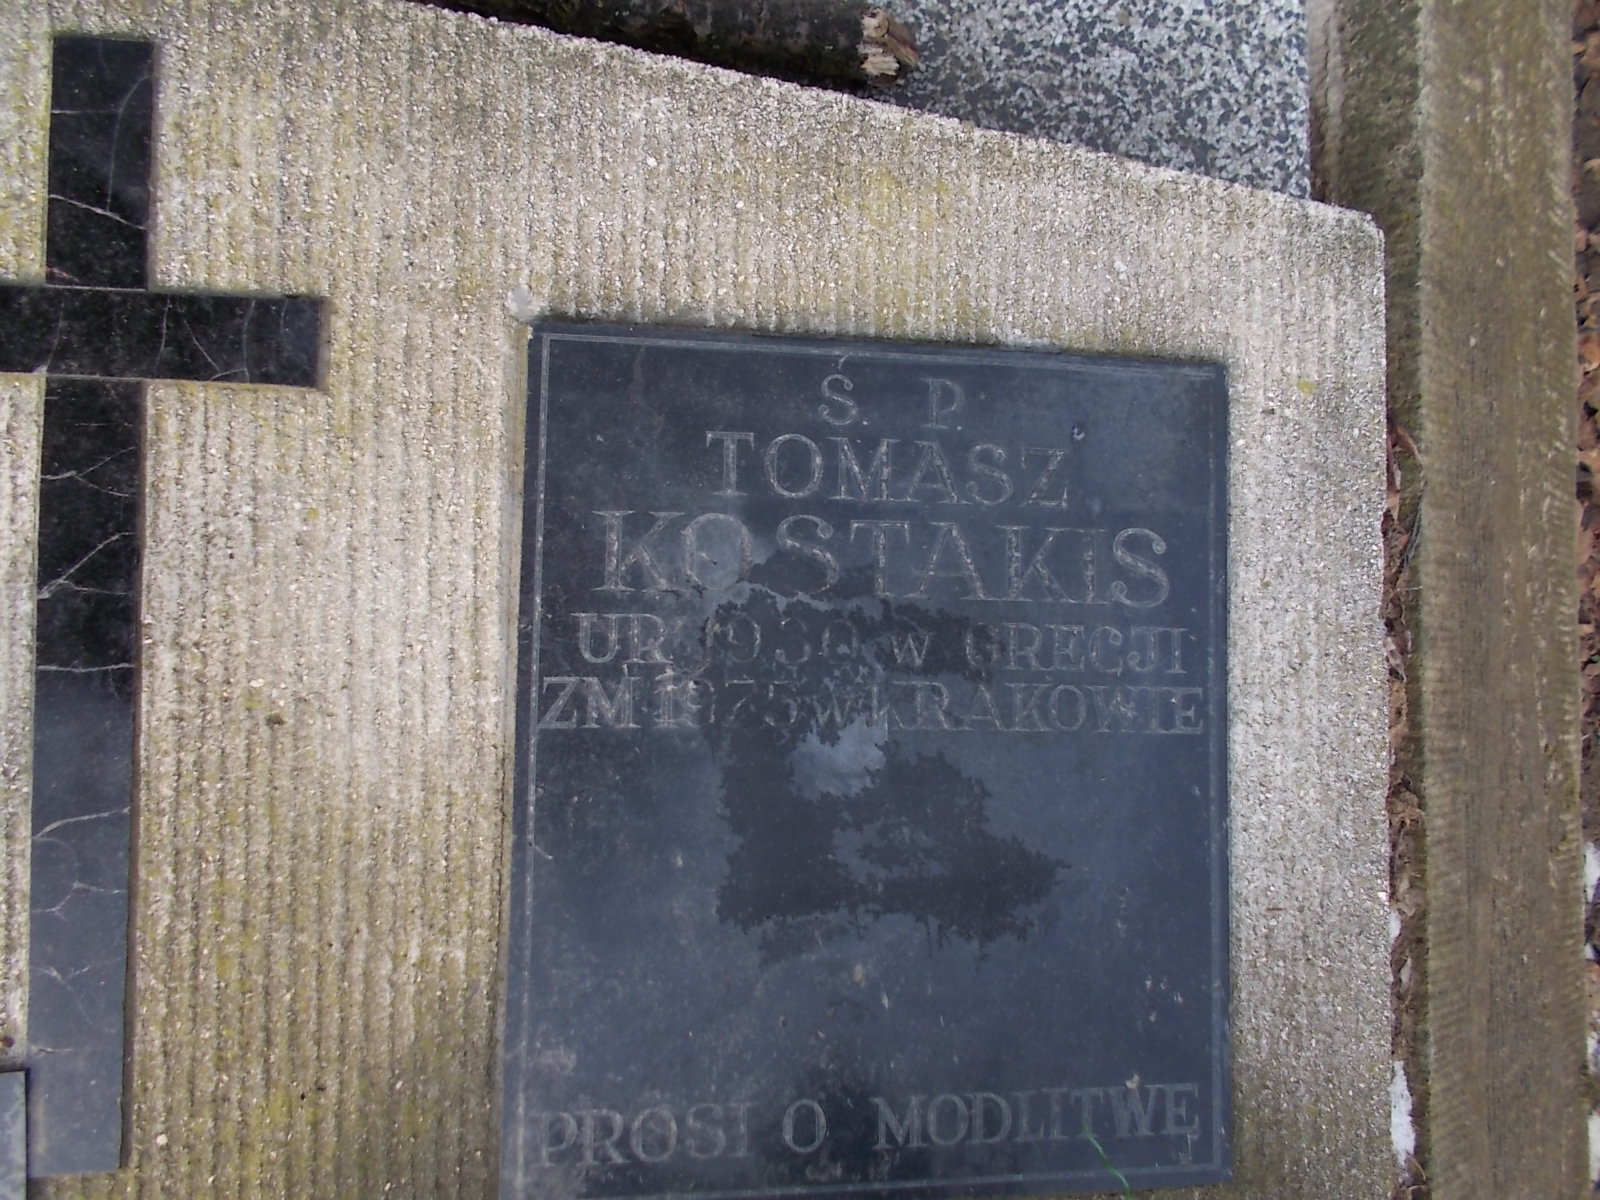 Ś. P.
TOMASZ
KOSTAKIS
UR. 1930 W GRECJI
ZM. 1975 W KRAKOWIE
PROSI O MODLITWĘ